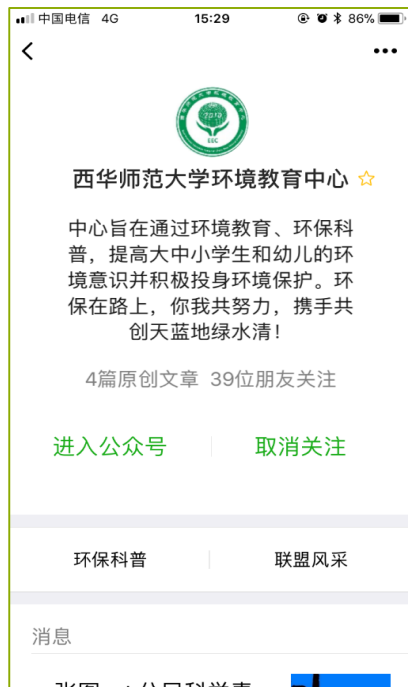 中国电信 4G 15:29 86%
西华师范大学环境教育中心
中心旨在通过环境教育、环保科
普，提高大中小学生和幼儿的环
境意识并积极投身环境保护。环
保在路上，你我共努力，携手共
创天蓝地绿水清！
4篇原创文章 39位朋友关注
进入公众号 取消关注
环保科普 联盟风采
消息